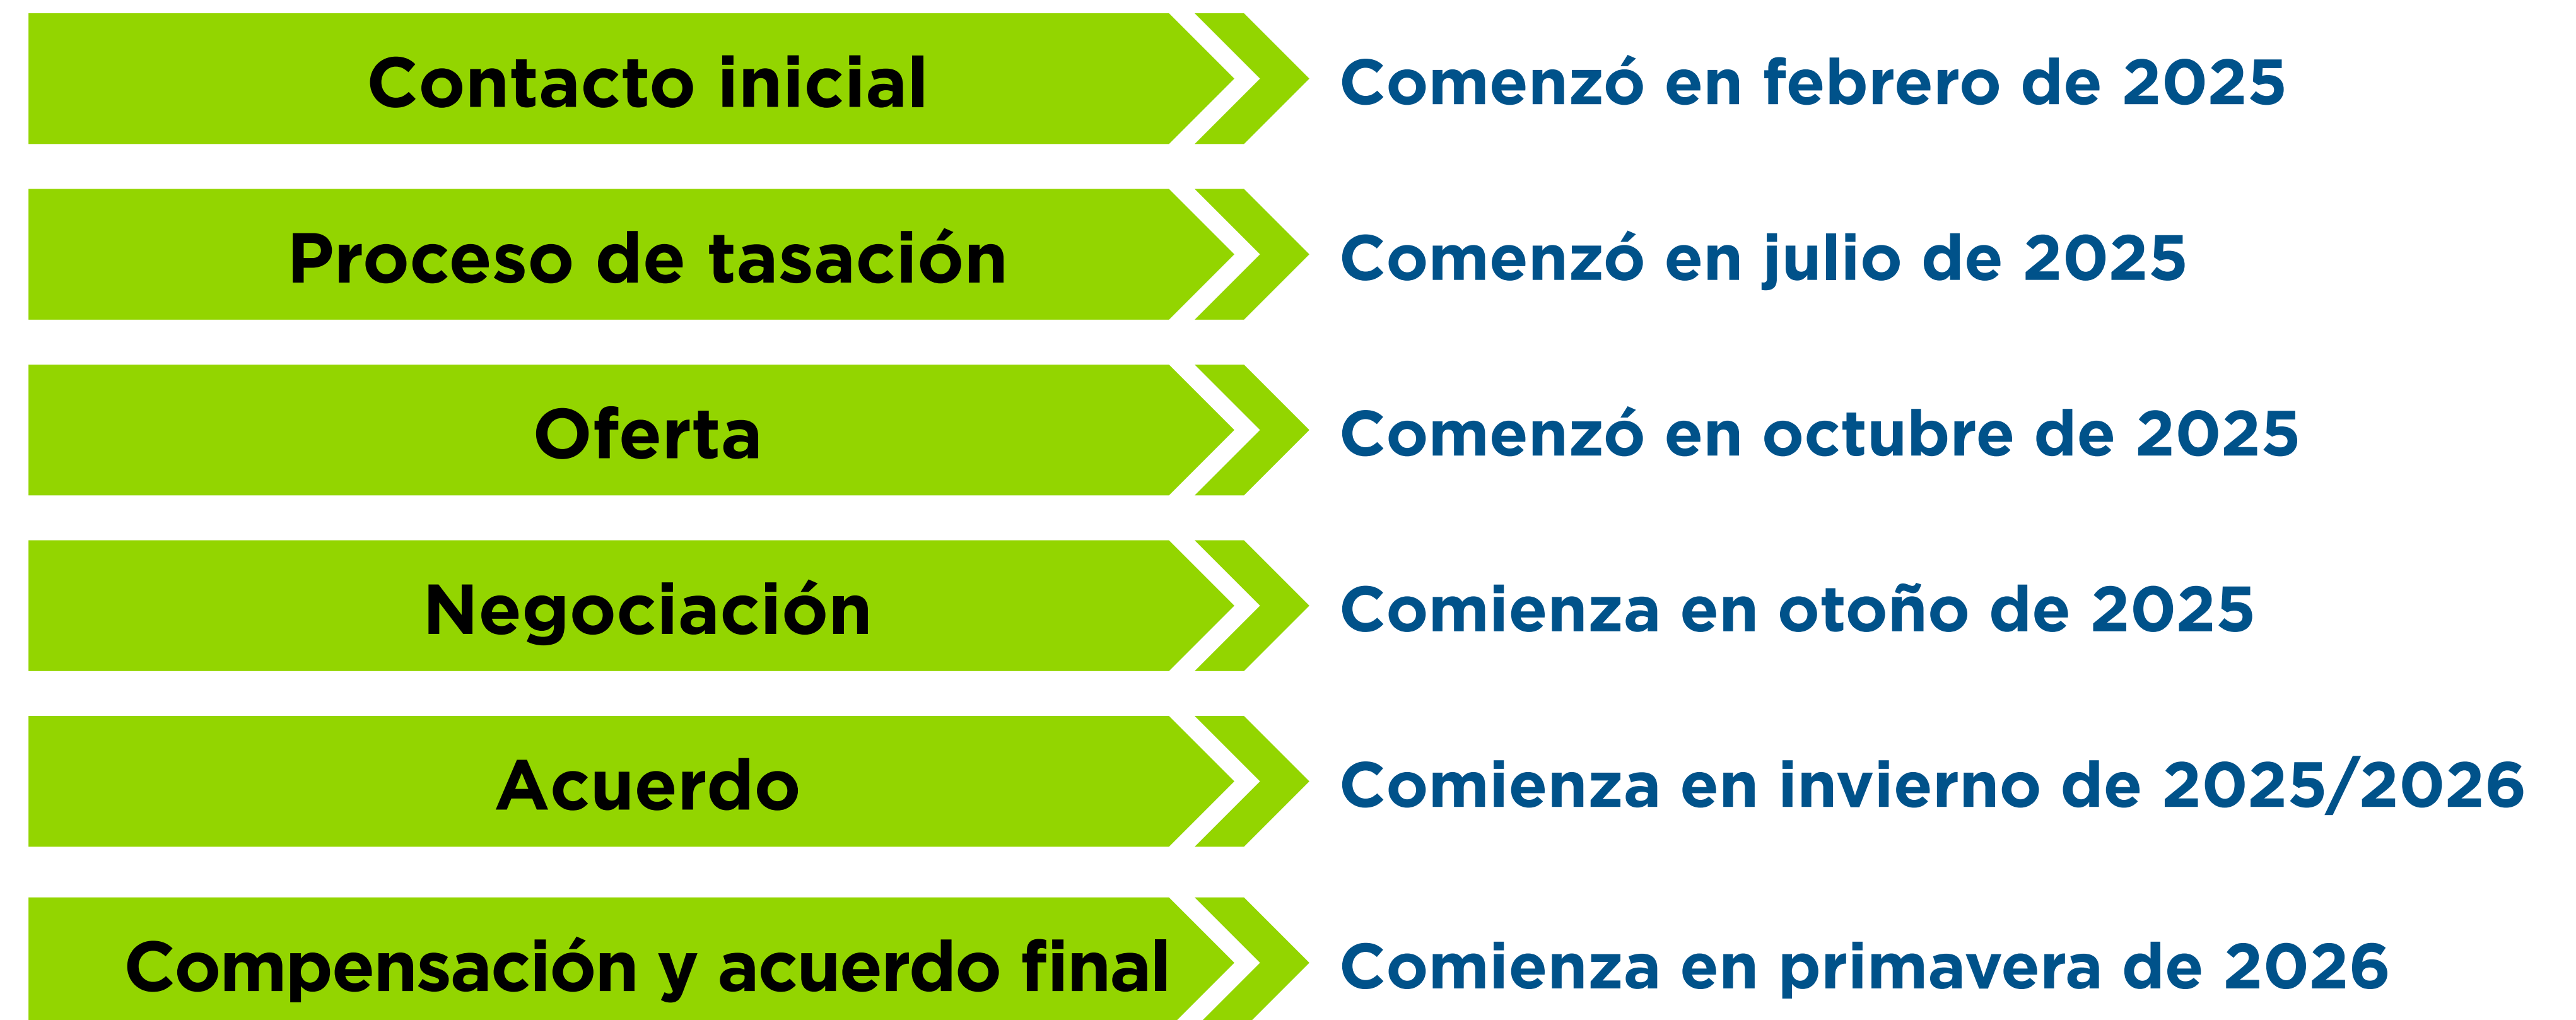 Contacto inicial
Comenzó en febrero de 2025
Proceso de tasación
Comenzó en julio de 2025
Oferta
Comenzó en octubre de 2025
Negociación
Comienza en otoño de 2025
Acuerdo
Comienza en invierno de 2025/2026
Compensación y acuerdo final
Comienza en primavera de 2026